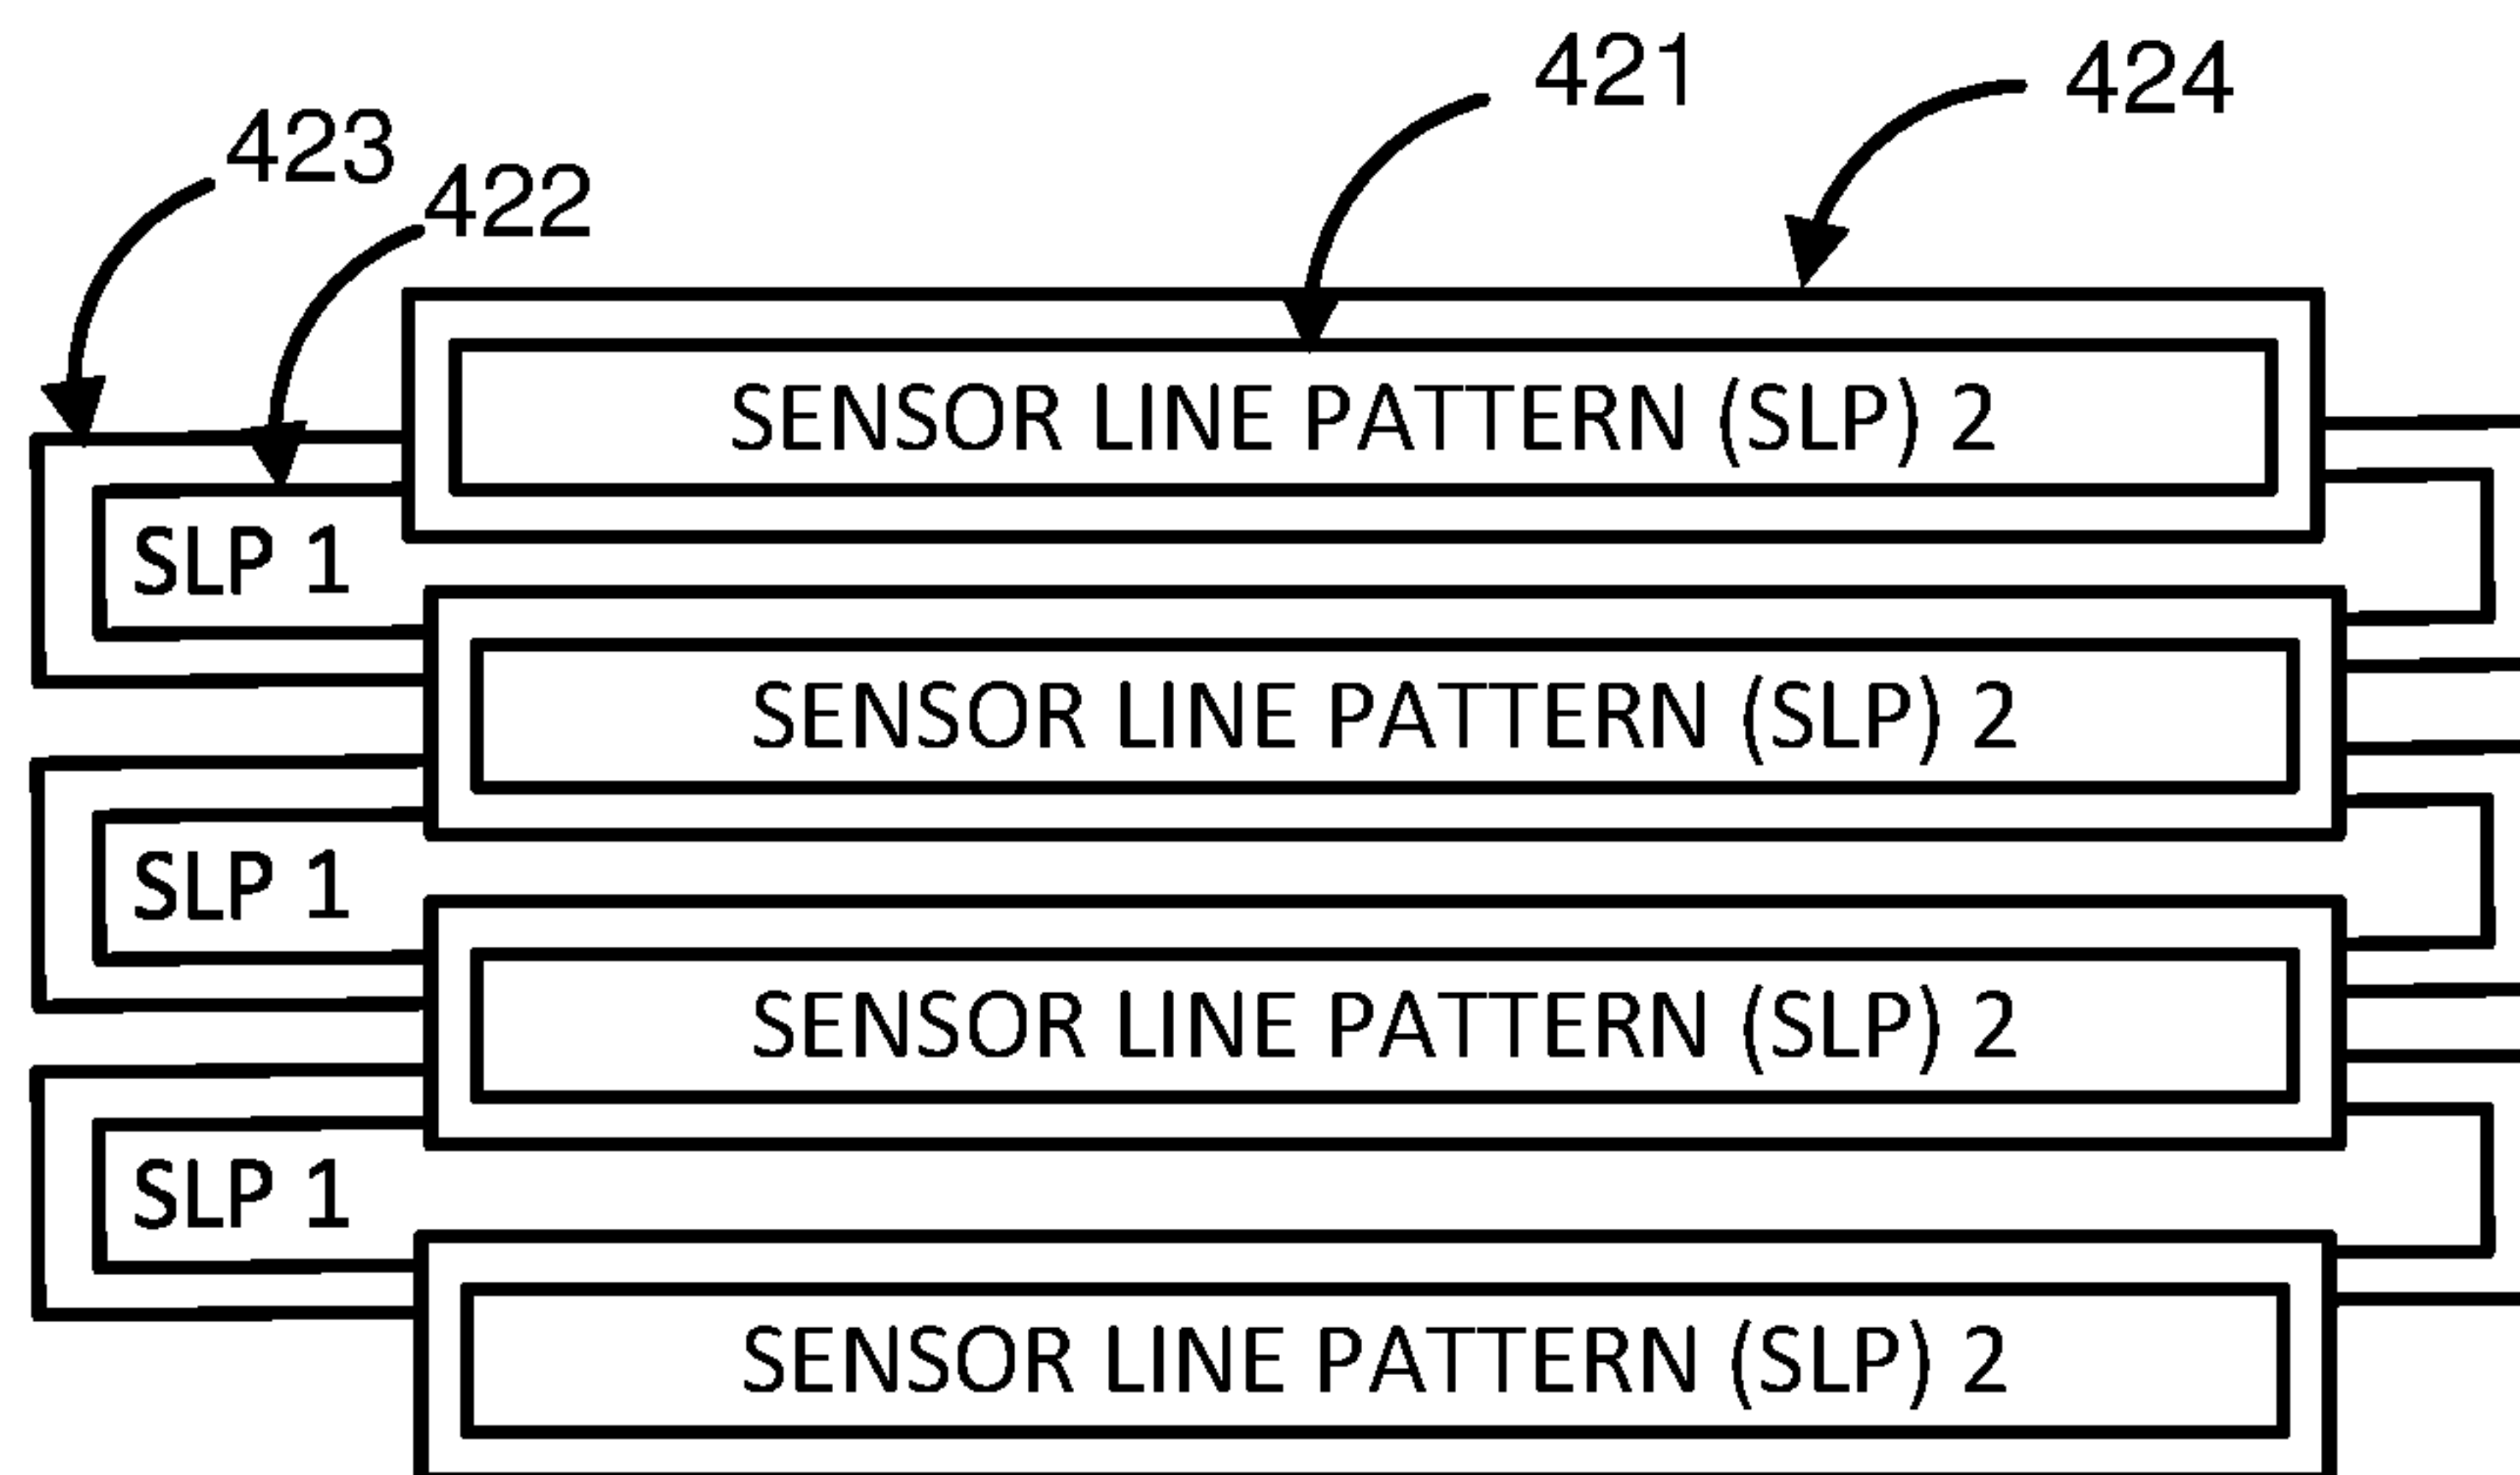 421
424
423
422
SENSOR LINE PATTERN (SLP) 2
SLP 1
SENSOR LINE PATTERN (SLP) 2
SLP 1
SENSOR LINE PATTERN (SLP) 2
SLP 1
SENSOR LINE PATTERN (SLP) 2